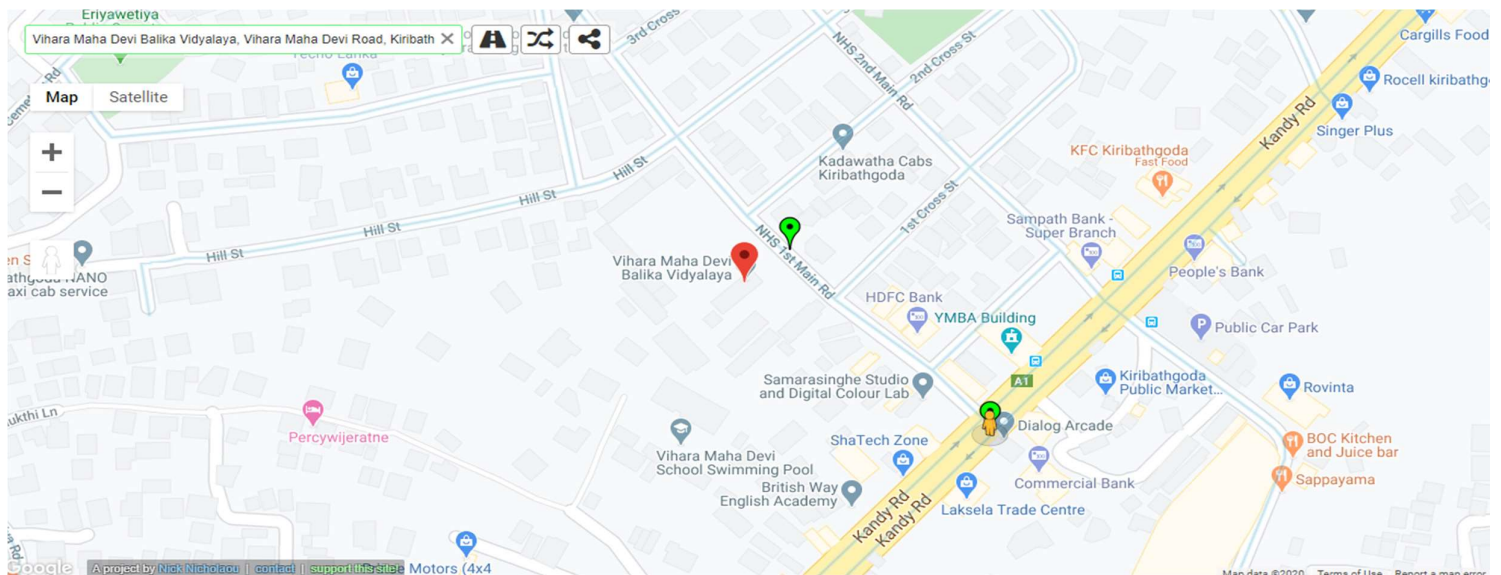 Eriyawetiya
Vihara Maha Devi Balika Vidyalaya, Vihara Maha Devi Road, Kiribath
Techo Lanka
3rd Cross
NHS 2nd Main Rd
2nd Cross St
Cargills Food
Rocell kiribathg
Singer Plus
Kandy Rd
Map Satellite
KFC Kiribathgoda
Fast Food
Kadawatha Cabs
Kiribathgoda
Hill St
Hill St
Hill St
Hill St
1st Cross St
Sampath Bank -
Super Branch
NHS 1st Main Rd
Vihara Maha Devi
Balika Vidyalaya
People's Bank
NANO
axi cab service
HDFC Bank
YMBA Building
Public Car Park
A1
Samarasinghe Studio
and Digital Colour Lab
Kiribathgoda
Public Market...
Rovinta
ukthi Ln
Percywijeratne
Dialog Arcade
ShaTech Zone
BOC Kitchen
and Juice bar
Vihara Maha Devi
School Swimming Pool
Commercial Bank
Sappayama
British Way
English Academy
Laksela Trade Centre
Kandy Rd
Kandy Rd
Google
A project by Nick Nicholaou | contact | support this site
Motors (4x4
Map data ©2020 Terms of Use Report a map error